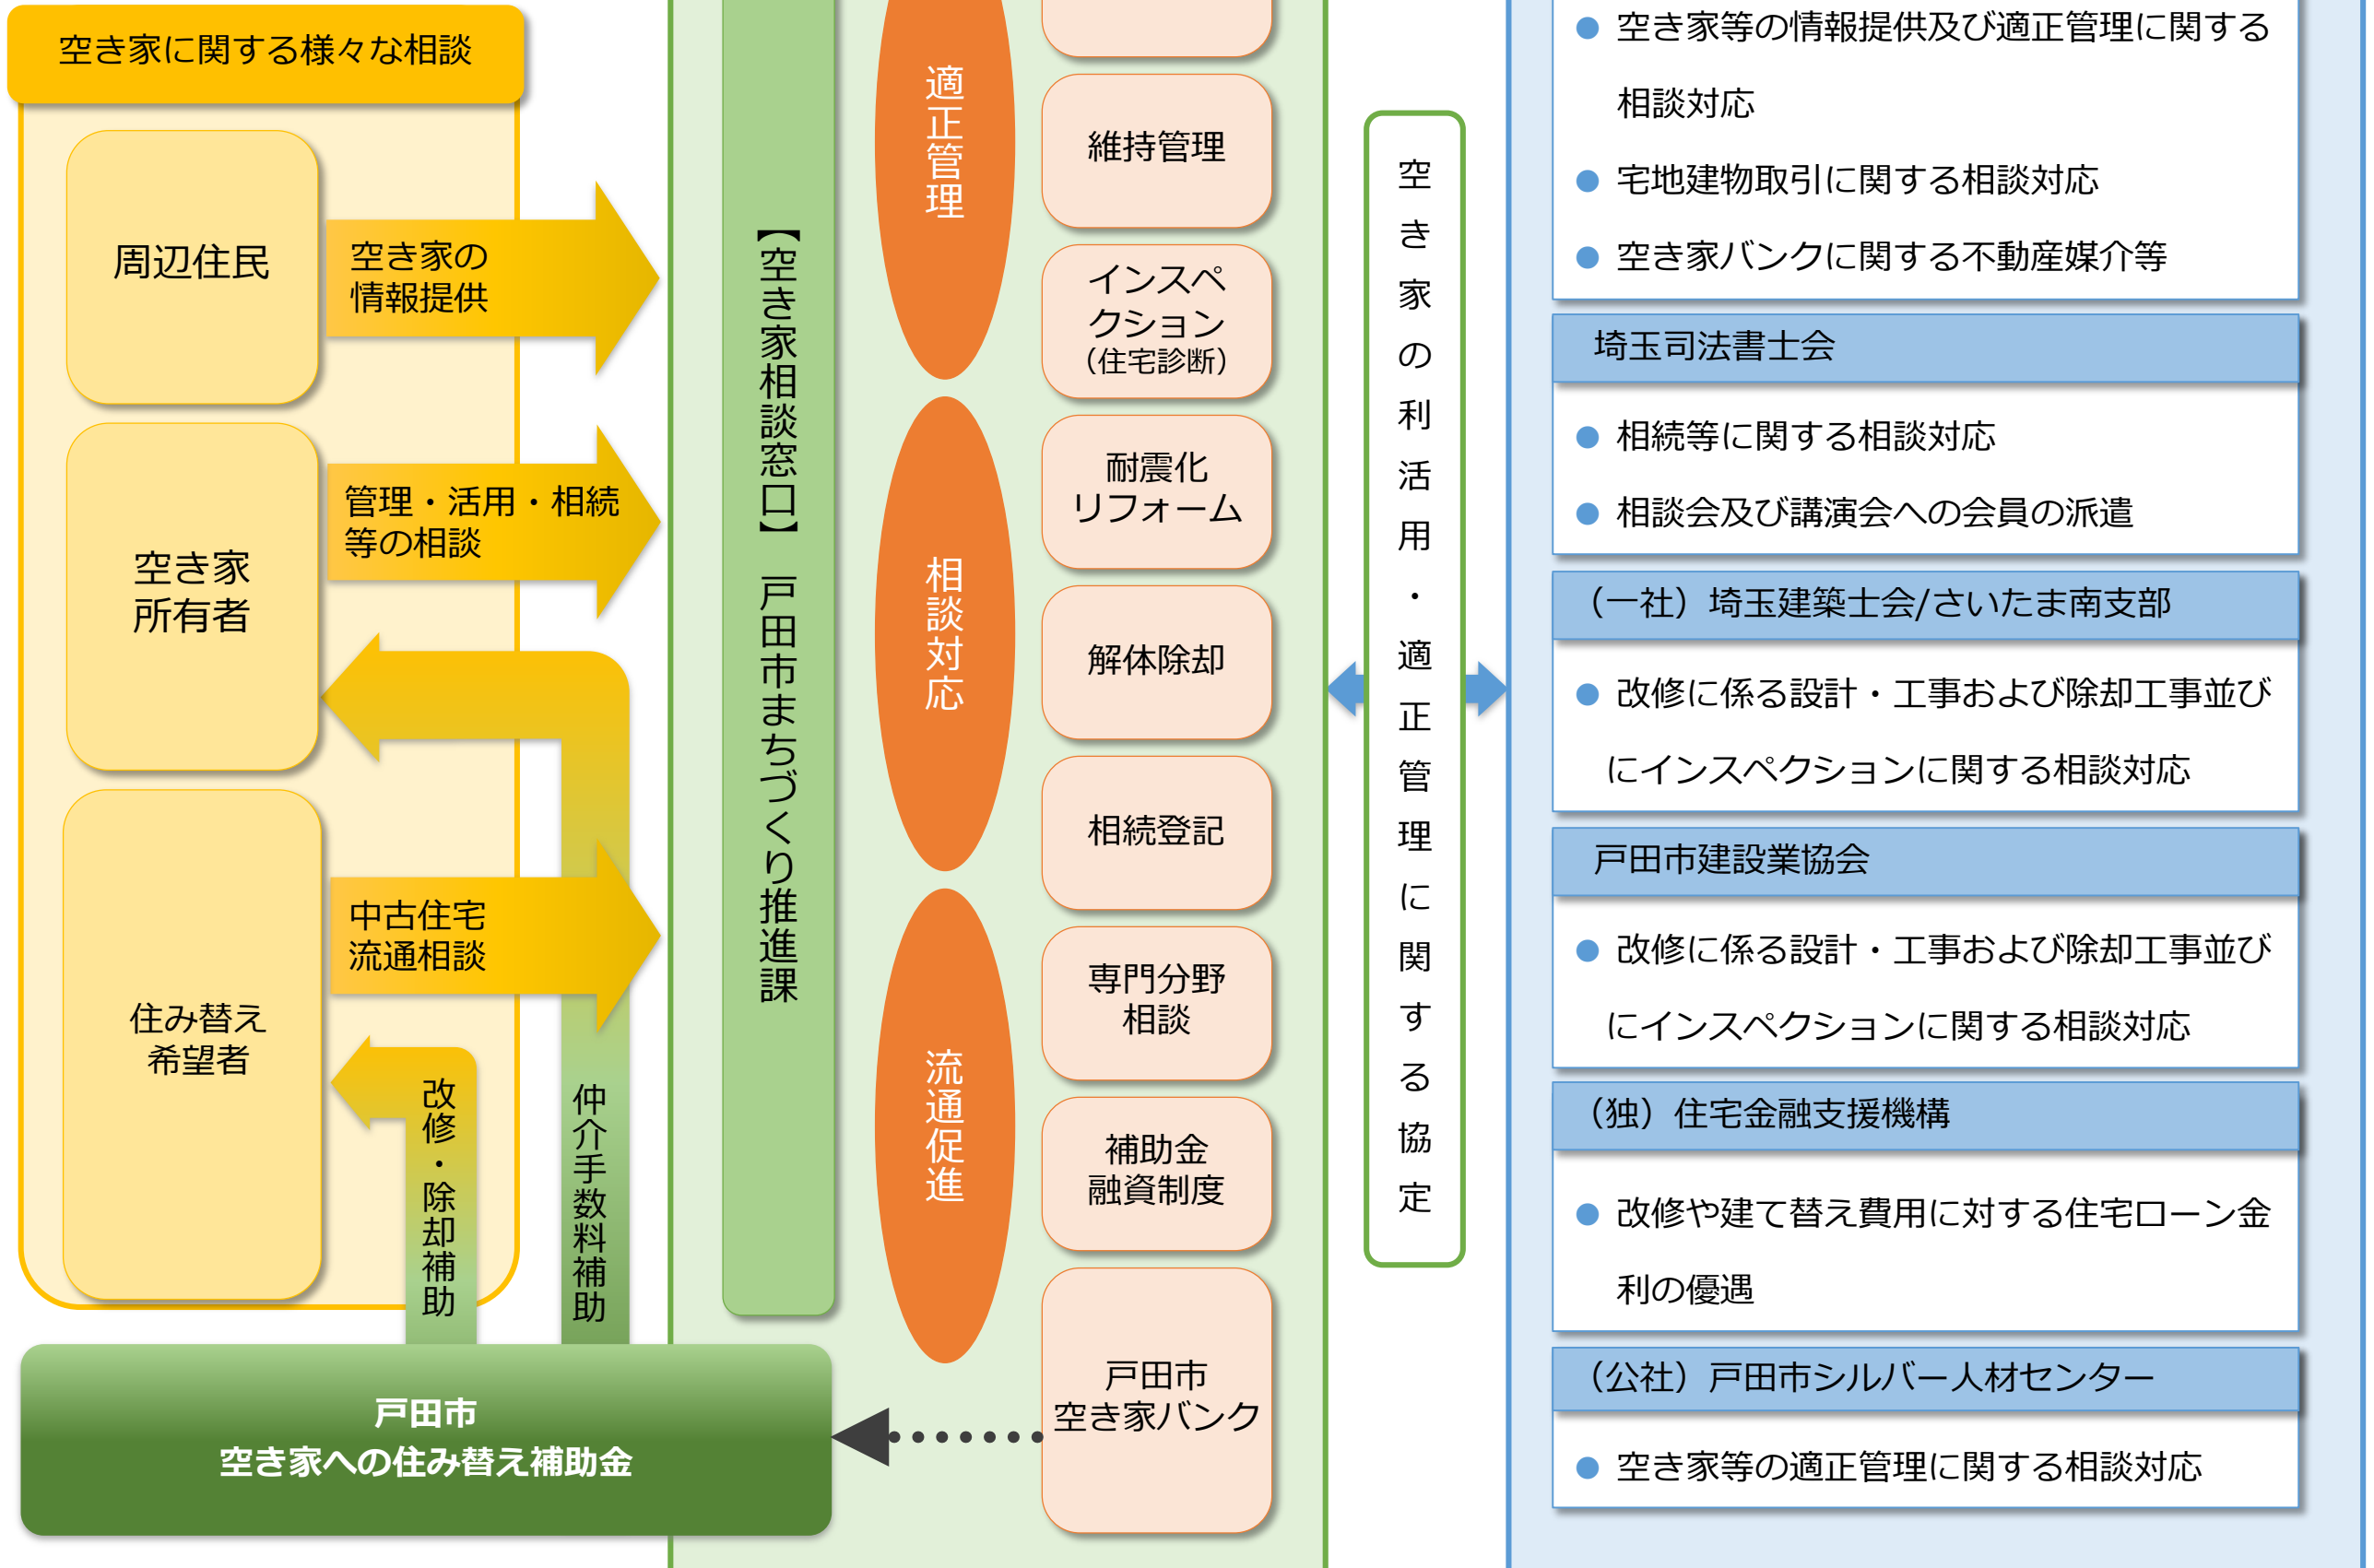 空き家に関する様々な相談
周辺住民
空き家の
情報提供
空き家
所有者
管理・活用・相続
等の相談
住み替え
希望者
中古住宅
流通相談
改修・除却補助
仲介手数料補助
戸田市
空き家への住み替え補助金
【空き家相談窓口】 戸田市まちづくり推進課
適正管理
相談対応
流通促進
維持管理
インスペ
クション
（住宅診断）
耐震化
リフォーム
解体除却
相続登記
専門分野
相談
補助金
融資制度
戸田市
空き家バンク
空き家の利活用・適正管理に関する協定
● 空き家等の情報提供及び適正管理に関する
相談対応
● 宅地建物取引に関する相談対応
● 空き家バンクに関する不動産媒介等
埼玉司法書士会
● 相続等に関する相談対応
● 相談会及び講演会への会員の派遣
（一社）埼玉建築士会/さいたま南支部
● 改修に係る設計・工事および除却工事並び
にインスペクションに関する相談対応
戸田市建設業協会
● 改修に係る設計・工事および除却工事並び
にインスペクションに関する相談対応
（独）住宅金融支援機構
● 改修や建て替え費用に対する住宅ローン金
利の優遇
（公社）戸田市シルバー人材センター
● 空き家等の適正管理に関する相談対応